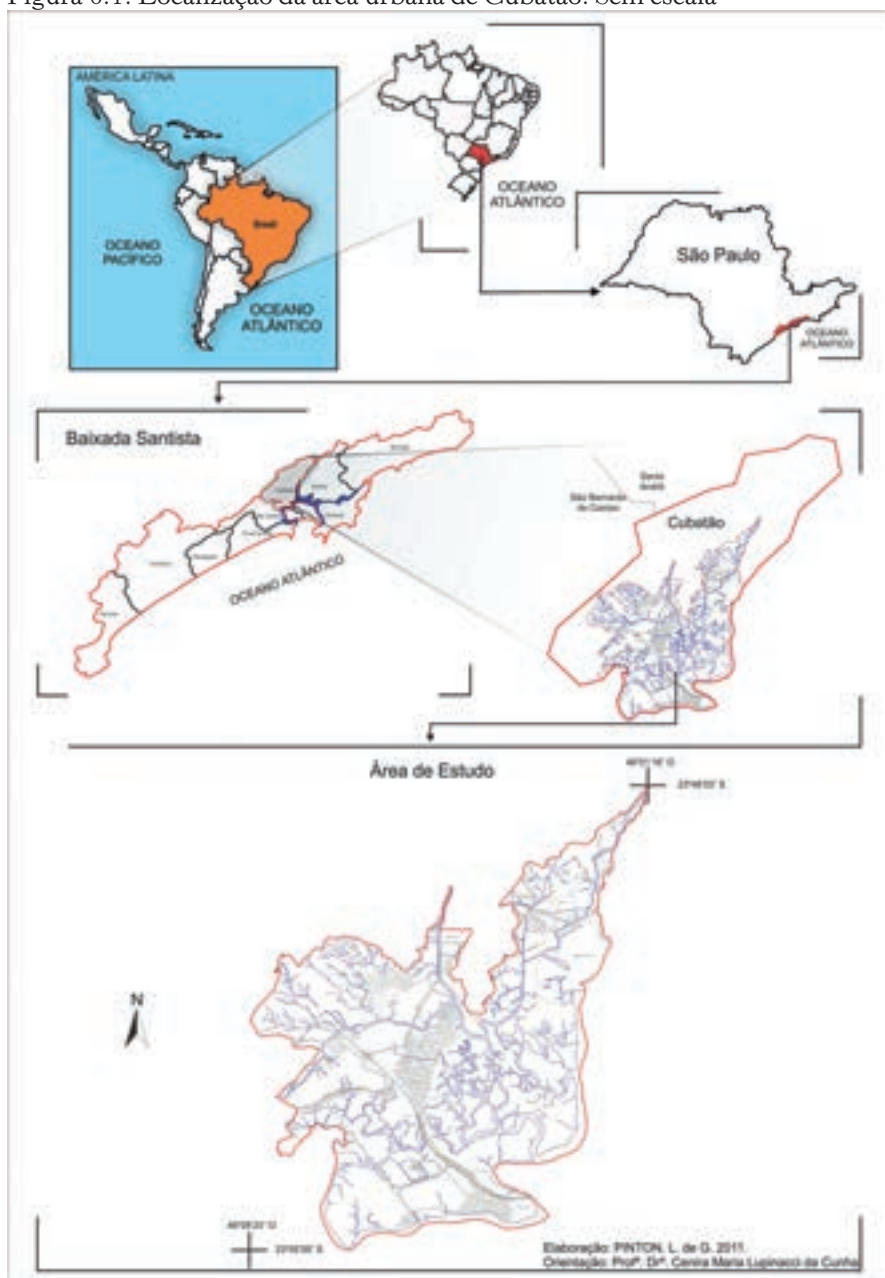 Figura 6.1: Localização da área urbana de Cubatão. Sem escala
AMÉRICA LATINA
Brasil
OCEANO
PACÍFICO
OCEANO
ATLÂNTICO
OCEANO
ATLÂNTICO
São Paulo
OCEANO
ATLÂNTICO
Baixada Santista
OCEANO ATLÂNTICO
Santo
André
São Bernardo
do Campo
Cubatão
Área de Estudo
N
Elaboração: PINTON, L. de G. 2011.
Orientação: Profª. Drª. Cenira Maria Lupinacci da Cunha